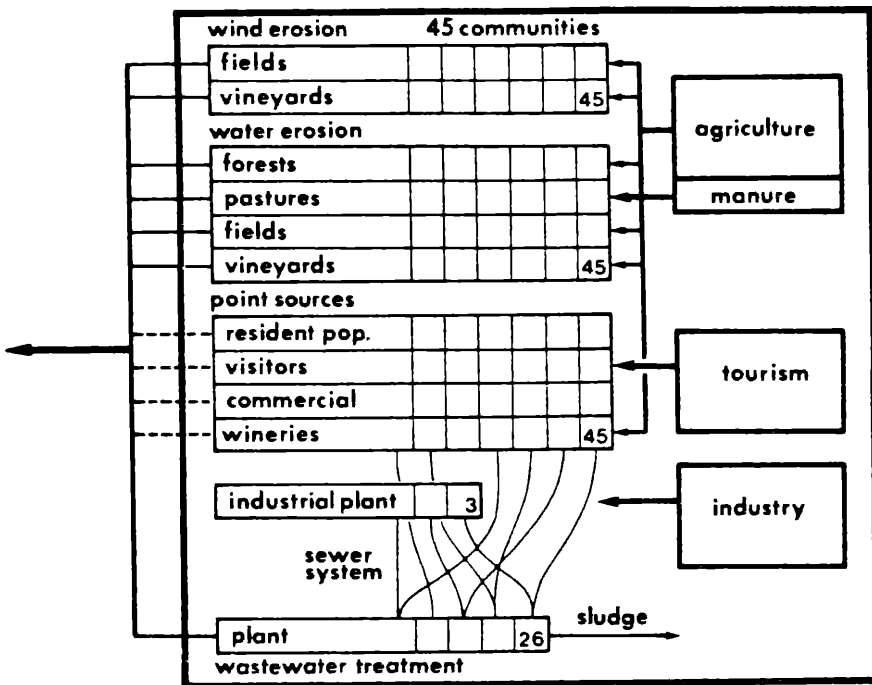 wind erosion 45 communities
fields
vineyards 45
water erosion
forests
pastures
fields
vineyards 45
point sources
resident pop.
visitors
commercial
wineries 45
industrial plant 3
sewer
system
plant 26
wastewater treatment
sludge
agriculture
manure
tourism
industry